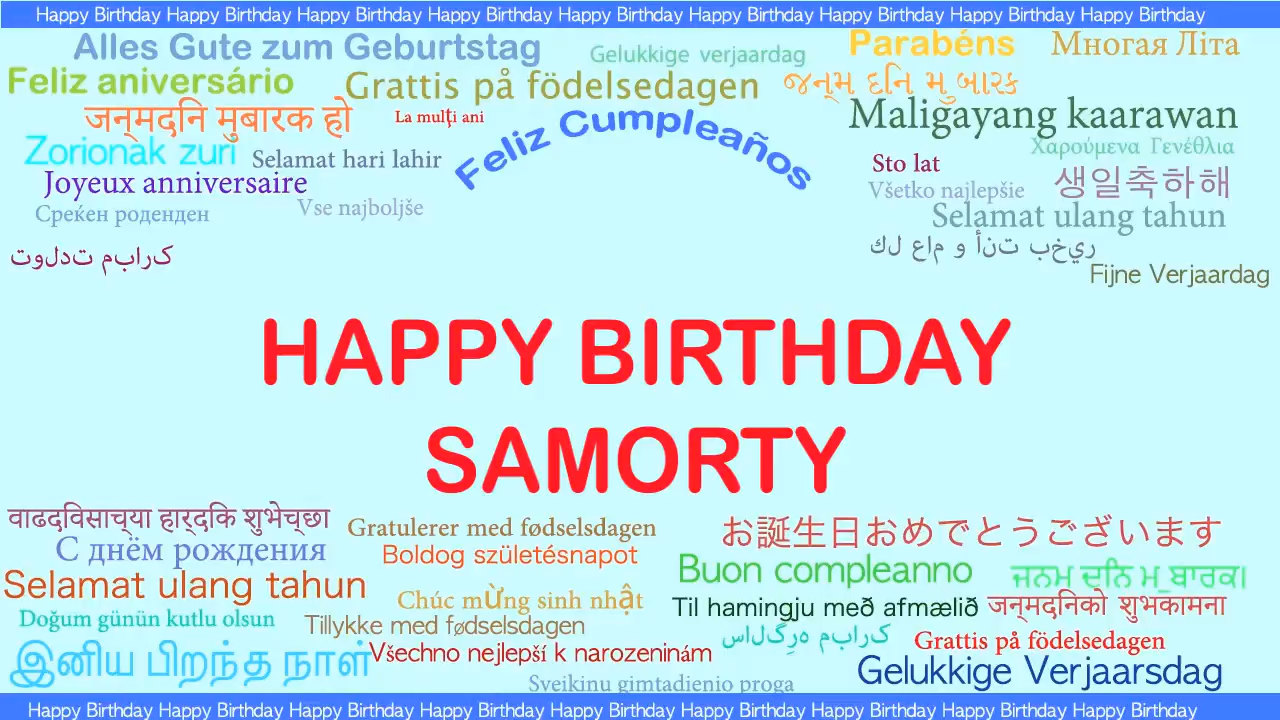 Happy Birthday Happy Birthday Happy Birthday Happy Birthday Happy Birthday Happy Birthday Happy Birthday Happy Birthday Happy Birthday
Alles Gute zum Geburtstag
Gelukkige verjaardag
Parabéns
Многая Літа
Feliz aniversário
Grattis på födelsedagen
જન્મ દિન મુબારક
जन्मदिन मुबारक हो
La mulţi ani
Feliz Cumpleaños
Maligayang kaarawan
Zorionak zuri
Selamat hari lahir
Χαρούμενα Γενέθλια
Sto lat
Joyeux anniversaire
Všetko najlepšie
생일축하해
Среќен роденден
Vse najboljše
Selamat ulang tahun
تولدت مبارک
كل عام و أنت بخير
Fijne Verjaardag
HAPPY BIRTHDAY
SAMORTY
वाढदिवसाच्या हार्दिक शुभेच्छा
Gratulerer med fødselsdagen
お誕生日おめでとうございます
С днём рождения
Boldog születésnapot
Buon compleanno
ਜਨਮ ਦਿਨ ਮੁਬਾਰਕ।
Selamat ulang tahun
Chúc mừng sinh nhật
Til hamingju með afmælið
जन्मदिनको शुभकामना
Doğum günün kutlu olsun
Tillykke med fødselsdagen
سالگرہ مبارک
Grattis på födelsedagen
இனிய பிறந்த நாள்
Všechno nejlepší k narozeninám
Gelukkige Verjaarsdag
Sveikinu gimtadienio proga
Happy Birthday Happy Birthday Happy Birthday Happy Birthday Happy Birthday Happy Birthday Happy Birthday Happy Birthday Happy Birthday